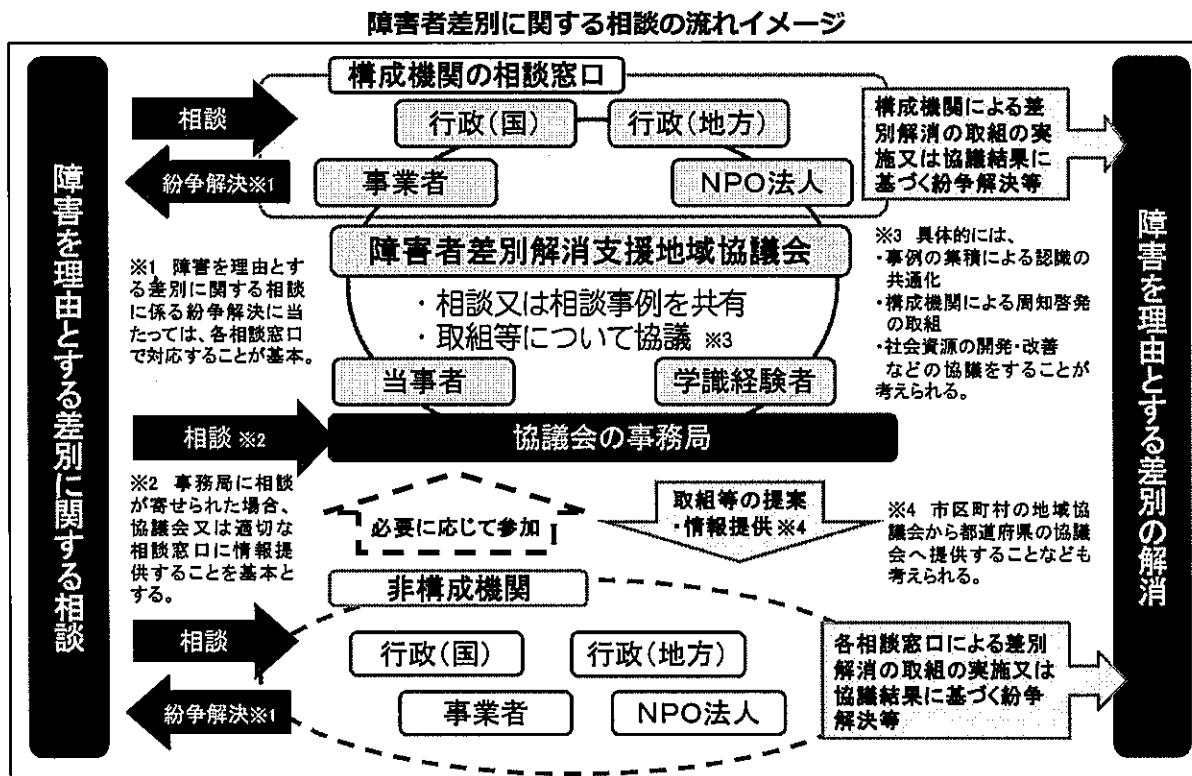 障害者差別に関する相談の流れイメージ
障害を理由とする差別に関する相談
構成機関の相談窓口
相談
行政(国)
行政(地方)
紛争解決※1
事業者
NPO法人
構成機関による差
別解消の取組の実
施又は協議結果に
基づく紛争解決等
障害者差別解消支援地域協議会
・相談又は相談事例を共有
・取組等について協議 ※3
当事者
学識経験者
※1 障害を理由とす
る差別に関する相談
に係る紛争解決に当
たっては、各相談窓口
で対応することが基本。
※3 具体的には、
・事例の集積による認識の
共通化
・構成機関による周知啓発
の取組
・社会資源の開発・改善
などの協議をすることが
考えられる。
相談 ※2
協議会の事務局
※2 事務局に相談
が寄せられた場合、
協議会又は適切な
相談窓口に情報提
供することを基本と
する。
必要に応じて参加
取組等の提案
・情報提供 ※4
※4 市区町村の地域協
議会から都道府県の協議
会へ提供することなども
考えられる。
非構成機関
相談
行政(国)
行政(地方)
紛争解決※1
事業者
NPO法人
各相談窓口による差別
解消の取組の実施又は
協議結果に基づく紛争
解決等
障害を理由とする差別の解消